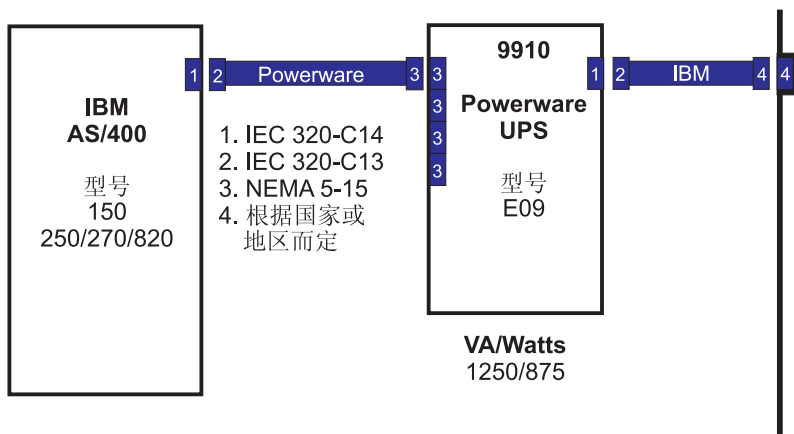 IBM
AS/400
型号
150
250/270/820
1
2
Powerware
3
1. IEC 320-C14
2. IEC 320-C13
3. NEMA 5-15
4. 根据国家或
地区而定
9910
Powerware
UPS
型号
E09
3
3
3
3
1
VA/Watts
1250/875
2
IBM
4
4